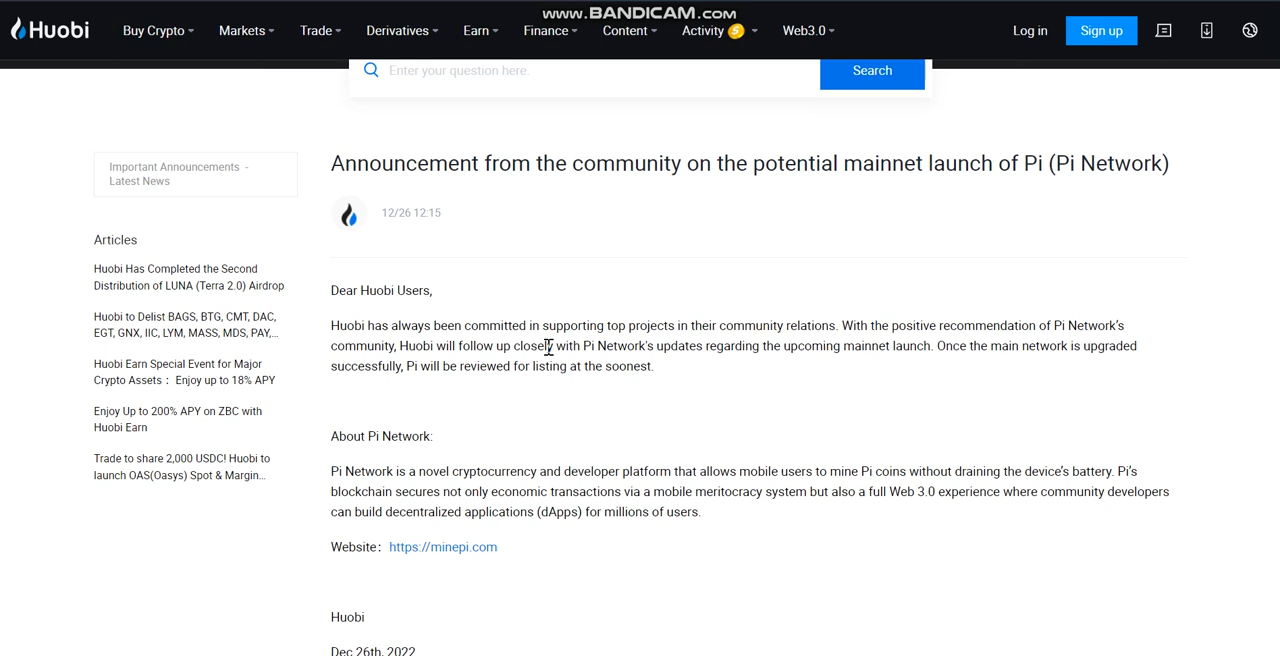 www.BANDICAM.com
Huobi
Buy Crypto
Markets
Trade
Derivatives
Earn
Finance
Content
Activity
Web3.0
Log in
Sign up
Enter your question here.
Search
Important Announcements -
Latest News
Announcement from the community on the potential mainnet launch of Pi (Pi Network)
12/26 12:15
Articles
Huobi Has Completed the Second
Distribution of LUNA (Terra 2.0) Airdrop
Huobi to Delist BAGS, BTG, CMT, DAC,
EGT, GNX, IIC, LYM, MASS, MDS, PAY,...
Huobi Earn Special Event for Major
Crypto Assets： Enjoy up to 18% APY
Enjoy Up to 200% APY on ZBC with
Huobi Earn
Trade to share 2,000 USDC! Huobi to
launch OAS(Oasys) Spot & Margin...
Dear Huobi Users,
Huobi has always been committed in supporting top projects in their community relations. With the positive recommendation of Pi Network's
community, Huobi will follow up closely with Pi Network's updates regarding the upcoming mainnet launch. Once the main network is upgraded
successfully, Pi will be reviewed for listing at the soonest.
About Pi Network:
Pi Network is a novel cryptocurrency and developer platform that allows mobile users to mine Pi coins without draining the device's battery. Pi's
blockchain secures not only economic transactions via a mobile meritocracy system but also a full Web 3.0 experience where community developers
can build decentralized applications (dApps) for millions of users.
Website：https://minepi.com
Huobi
Dec 26th, 2022